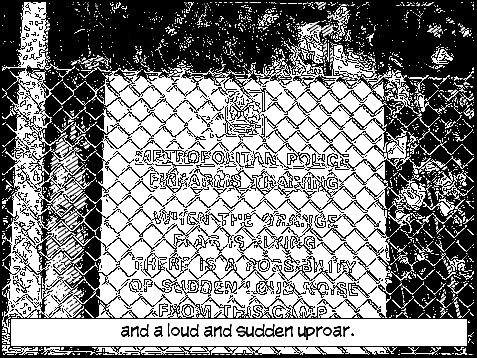 METROPOLITAN POLICE
FIREARMS TRAINING
WHEN THE ORANGE
FLAG IS FLYING
THERE IS A POSSIBILITY
OF SUDDEN LOUD NOISE
FROM THIS CAMP
and a loud and sudden uproar.